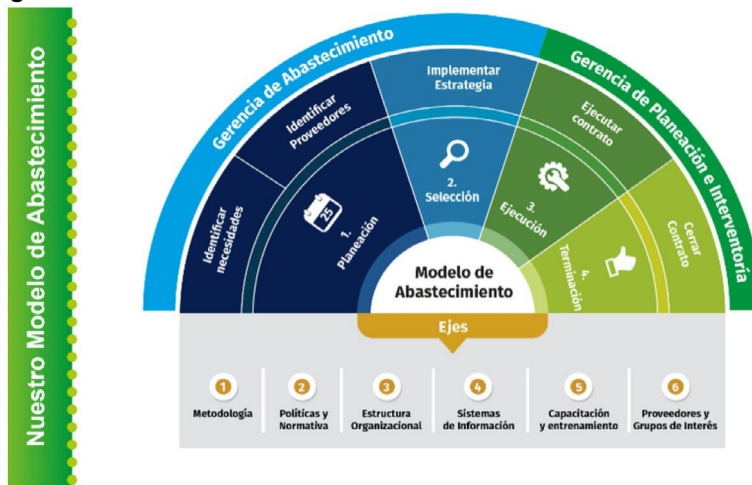 Nuestro Modelo de Abastecimiento
Gerencia de Abastecimiento
Gerencia de Planeación e Interventoría
Identificar
necesidades
Identificar
Proveedores
Implementar
Estrategia
Ejecutar
contrato
Cerrar
Contrato
25
1.
Planeación
2.
Selección
3.
Ejecución
4.
Terminación
Modelo de
Abastecimiento
Ejes
1
Metodología
2
Políticas y
Normativa
3
Estructura
Organizacional
4
Sistemas
de Información
5
Capacitación
y entrenamiento
6
Proveedores y
Grupos de Interés